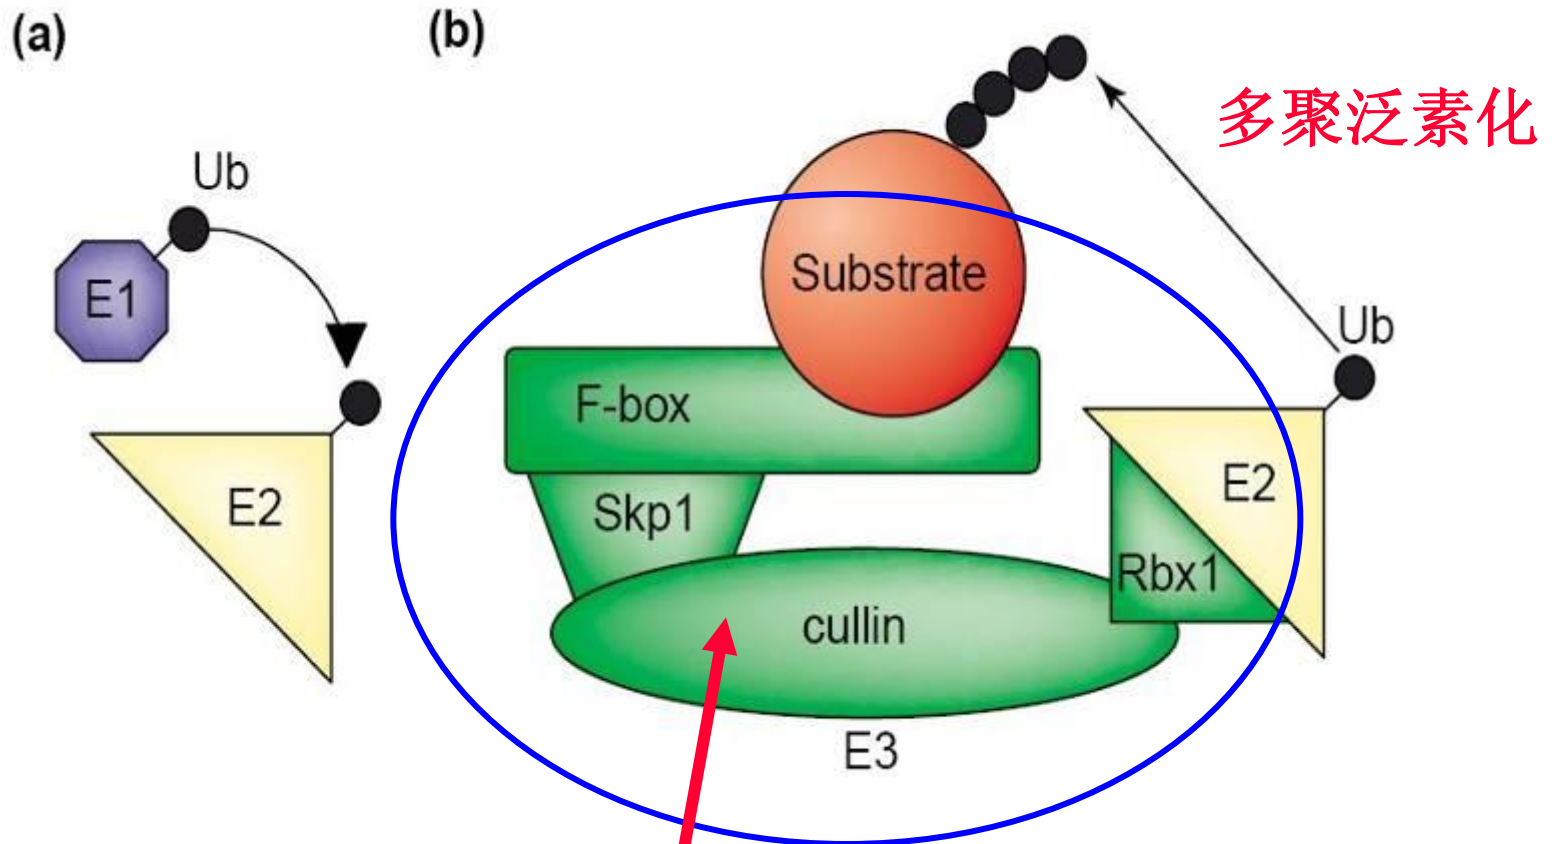 (a)
(b)
多聚泛素化
Ub
E1
E2
Substrate
Ub
F-box
E2
Skp1
Rbx1
cullin
E3